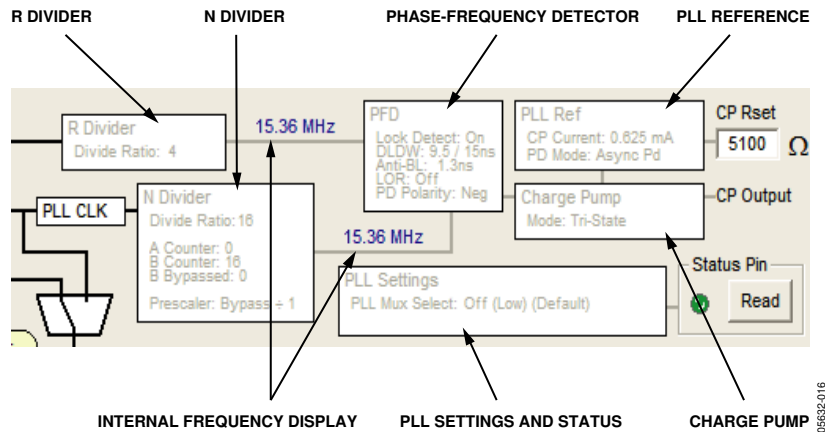 R DIVIDER
N DIVIDER
PHASE-FREQUENCY DETECTOR
PLL REFERENCE
R Divider
Divide Ratio: 4
15.36 MHz
PFD
Lock Detect: On
DLDW: 9.5 / 15ns
Anti-BL: 1.3ns
LOR: Off
PD Polarity: Neg
PLL Ref
CP Current: 0.625 mA
PD Mode: Async Pd
CP Rset
5100 Ω
PLL CLK
N Divider
Divide Ratio: 16
A Counter: 0
B Counter: 16
B Bypassed: 0
Prescaler: Bypass ÷ 1
15.36 MHz
Charge Pump
Mode: Tri-State
CP Output
PLL Settings
PLL Mux Select: Off (Low) (Default)
Status Pin
Read
INTERNAL FREQUENCY DISPLAY
PLL SETTINGS AND STATUS
CHARGE PUMP
05632-016